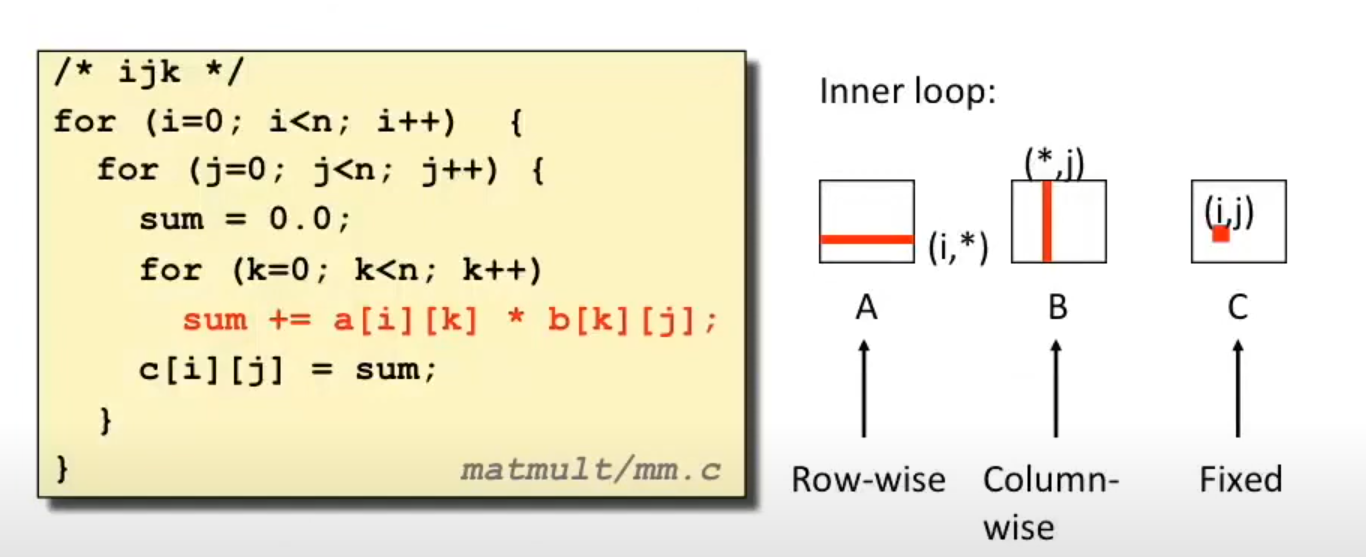 /* ijk */
for (i=0; i<n; i++)  {
  for (j=0; j<n; j++) {
    sum = 0.0;
    for (k=0; k<n; k++)
      sum += a[i][k] * b[k][j];
    c[i][j] = sum;
  }
}
matmult/mm.c
Inner loop:
(*,j)
(i,j)
(i,*)
A B C
Row-wise Column-
wise Fixed